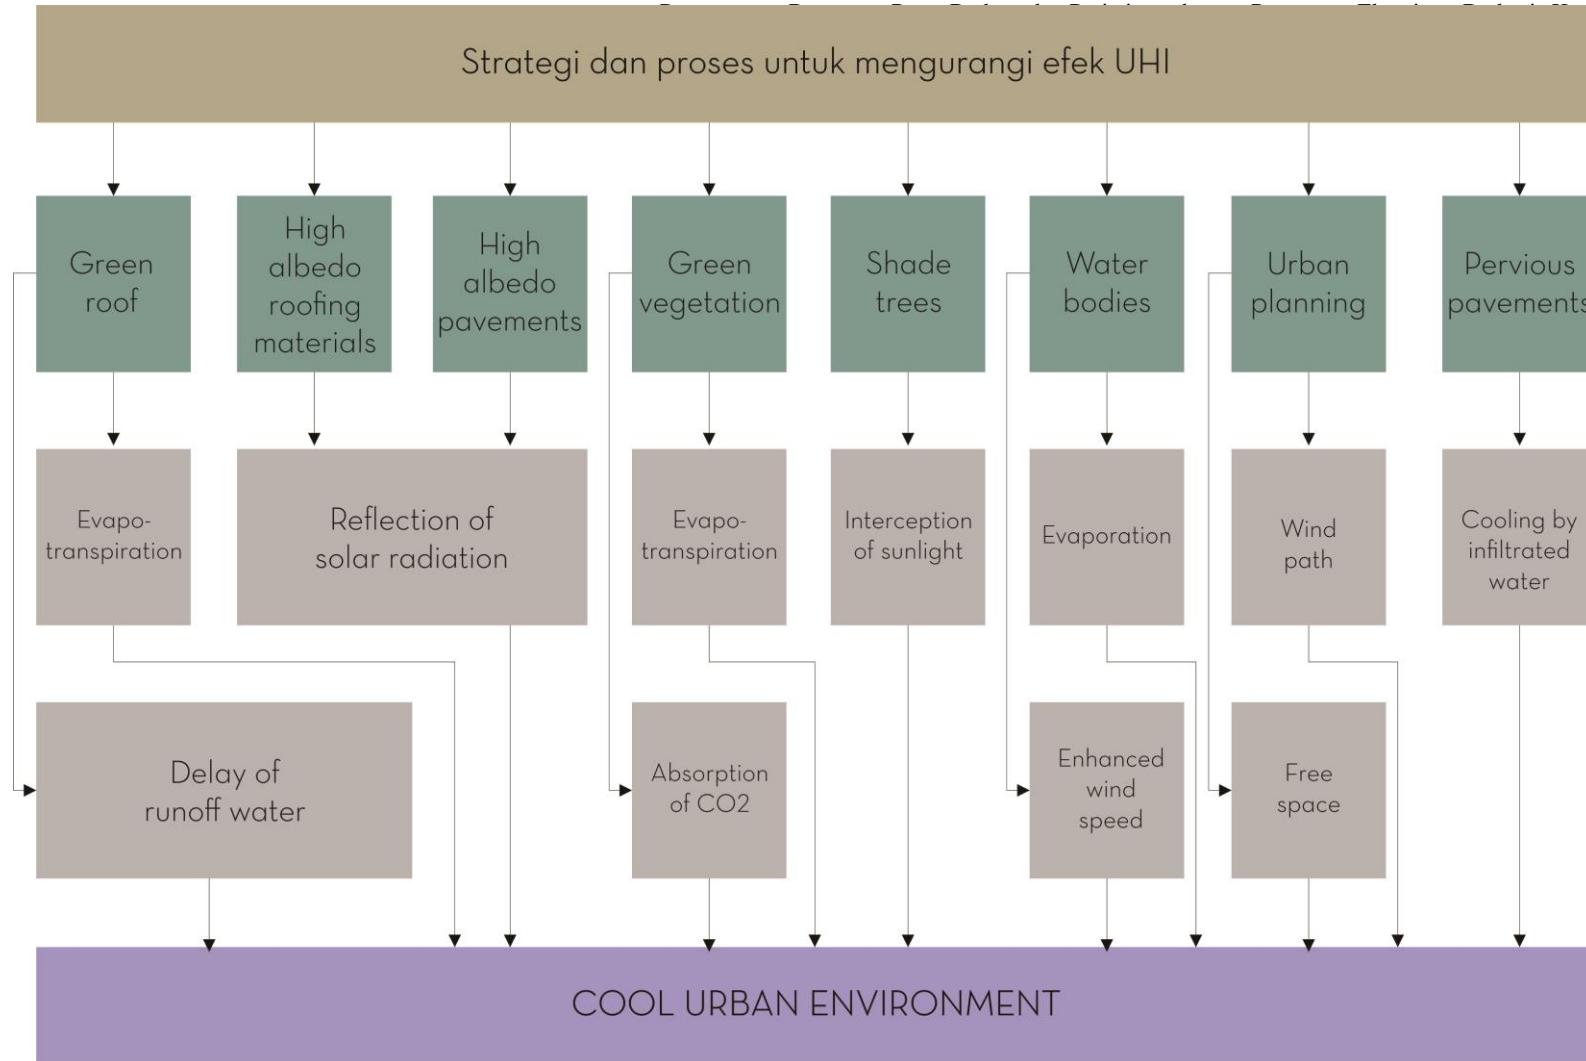 Strategi dan proses untuk mengurangi efek UHI
Green
roof
High
albedo
roofing
materials
High
albedo
pavements
Green
vegetation
Shade
trees
Water
bodies
Urban
planning
Pervious
pavements
Evapo-
transpiration
Reflection of
solar radiation
Evapo-
transpiration
Interception
of sunlight
Evaporation
Wind
path
Cooling by
infiltrated
water
Delay of
runoff water
Absorption
of CO2
Enhanced
wind
speed
Free
space
COOL URBAN ENVIRONMENT